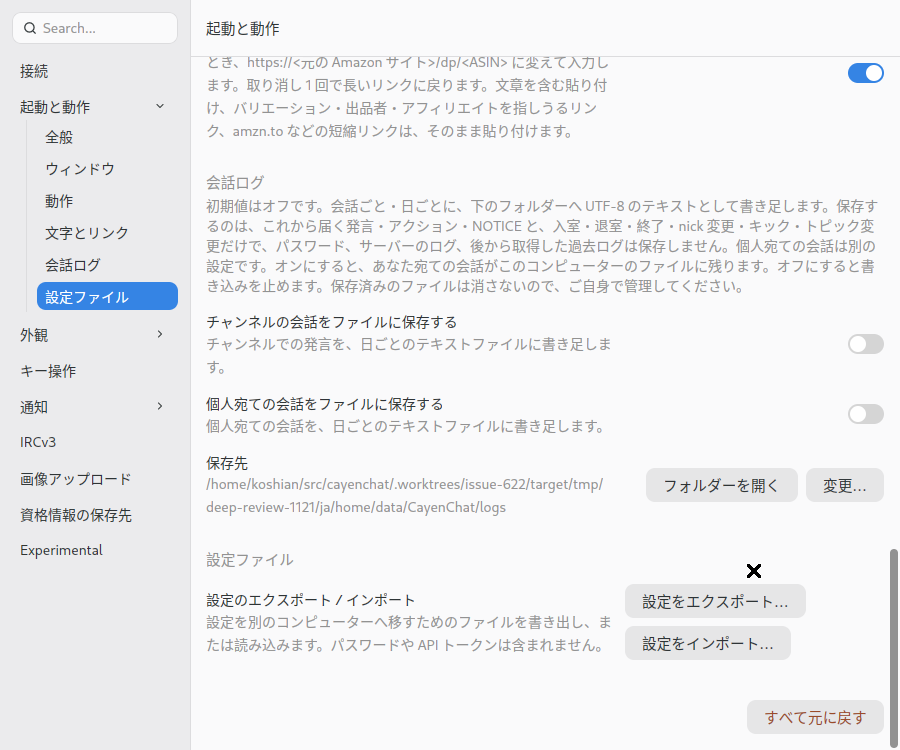 Search...
接続
起動と動作
全般
ウィンドウ
動作
文字とリンク
会話ログ
設定ファイル
外観
キー操作
通知
IRCv3
画像アップロード
資格情報の保存先
Experimental
起動と動作
とき、https://<元の Amazon サイト>/dp/<ASIN> に変えて入力し
ます。取り消し 1 回で長いリンクに戻ります。文章を含む貼り付
け、バリエーション・出品者・アフィリエイトを指しうるリン
ク、amzn.to などの短縮リンクは、そのまま貼り付けます。
会話ログ
初期値はオフです。会話ごと・日ごとに、下のフォルダーへ UTF-8 のテキストとして書き足します。保存す
るのは、これから届く発言・アクション・NOTICE と、入室・退室・終了・nick 変更・キック・トピック変
更だけで、パスワード、サーバーのログ、後から取得した過去ログは保存しません。個人宛ての会話は別の
設定です。オンにすると、あなた宛ての会話がこのコンピューターのファイルに残ります。オフにすると書
き込みを止めます。保存済みのファイルは消さないので、ご自身で管理してください。
チャンネルの会話をファイルに保存する
チャンネルでの発言を、日ごとのテキストファイルに書き足しま
す。
個人宛ての会話をファイルに保存する
個人宛ての会話を、日ごとのテキストファイルに書き足します。
保存先
/home/koshian/src/cayenchat/.worktrees/issue-622/target/tmp/
deep-review-1121/ja/home/data/CayenChat/logs
フォルダーを開く
変更...
設定ファイル
設定のエクスポート / インポート
設定を別のコンピューターへ移すためのファイルを書き出し、ま
たは読み込みます。パスワードや API トークンは含まれません。
設定をエクスポート...
設定をインポート...
すべて元に戻す